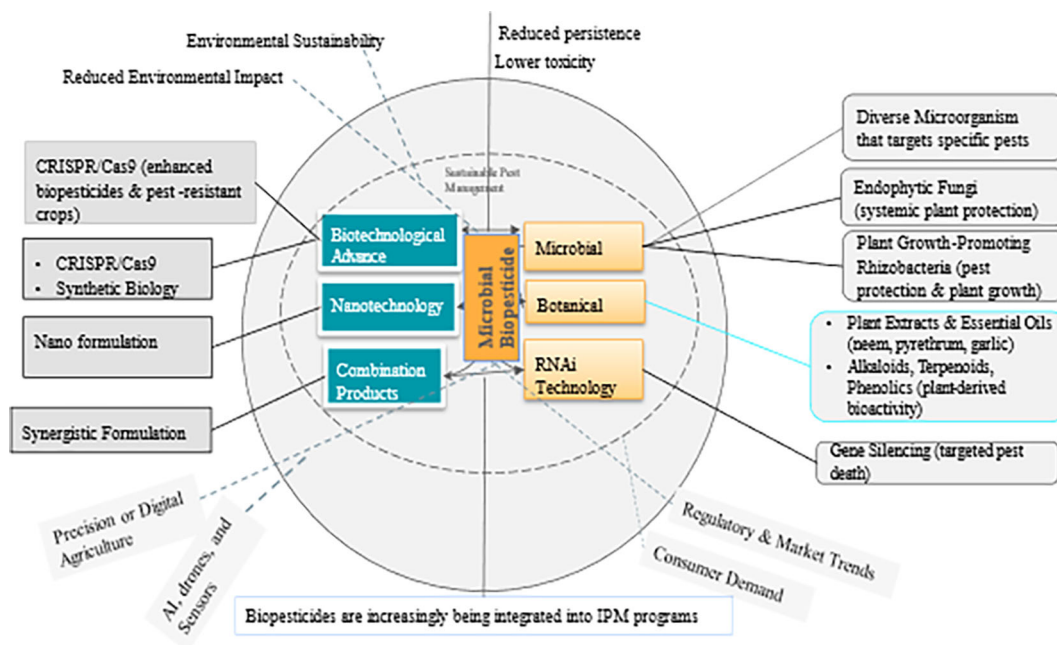 Environmental Sustainability
Reduced Environmental Impact
Reduced persistence
Lower toxicity
CRISPR/Cas9 (enhanced
biopesticides & pest -resistant
crops)
• CRISPR/Cas9
• Synthetic Biology
Nano formulation
Synergistic Formulation
Sustainable Pest
Management
Biotechnological
Advance
Nanotechnology
Combination
Products
Microbial
Biopesticide
Microbial
Botanical
RNAi
Technology
Diverse Microorganism
that targets specific pests
Endophytic Fungi
(systemic plant protection)
Plant Growth-Promoting
Rhizobacteria (pest
protection & plant growth)
• Plant Extracts & Essential Oils
(neem, pyrethrum, garlic)
• Alkaloids, Terpenoids,
Phenolics (plant-derived
bioactivity)
Gene Silencing (targeted pest
death)
Precision or Digital
Agriculture
AI, drones, and
Sensors
Regulatory & Market Trends
Consumer Demand
Biopesticides are increasingly being integrated into IPM programs